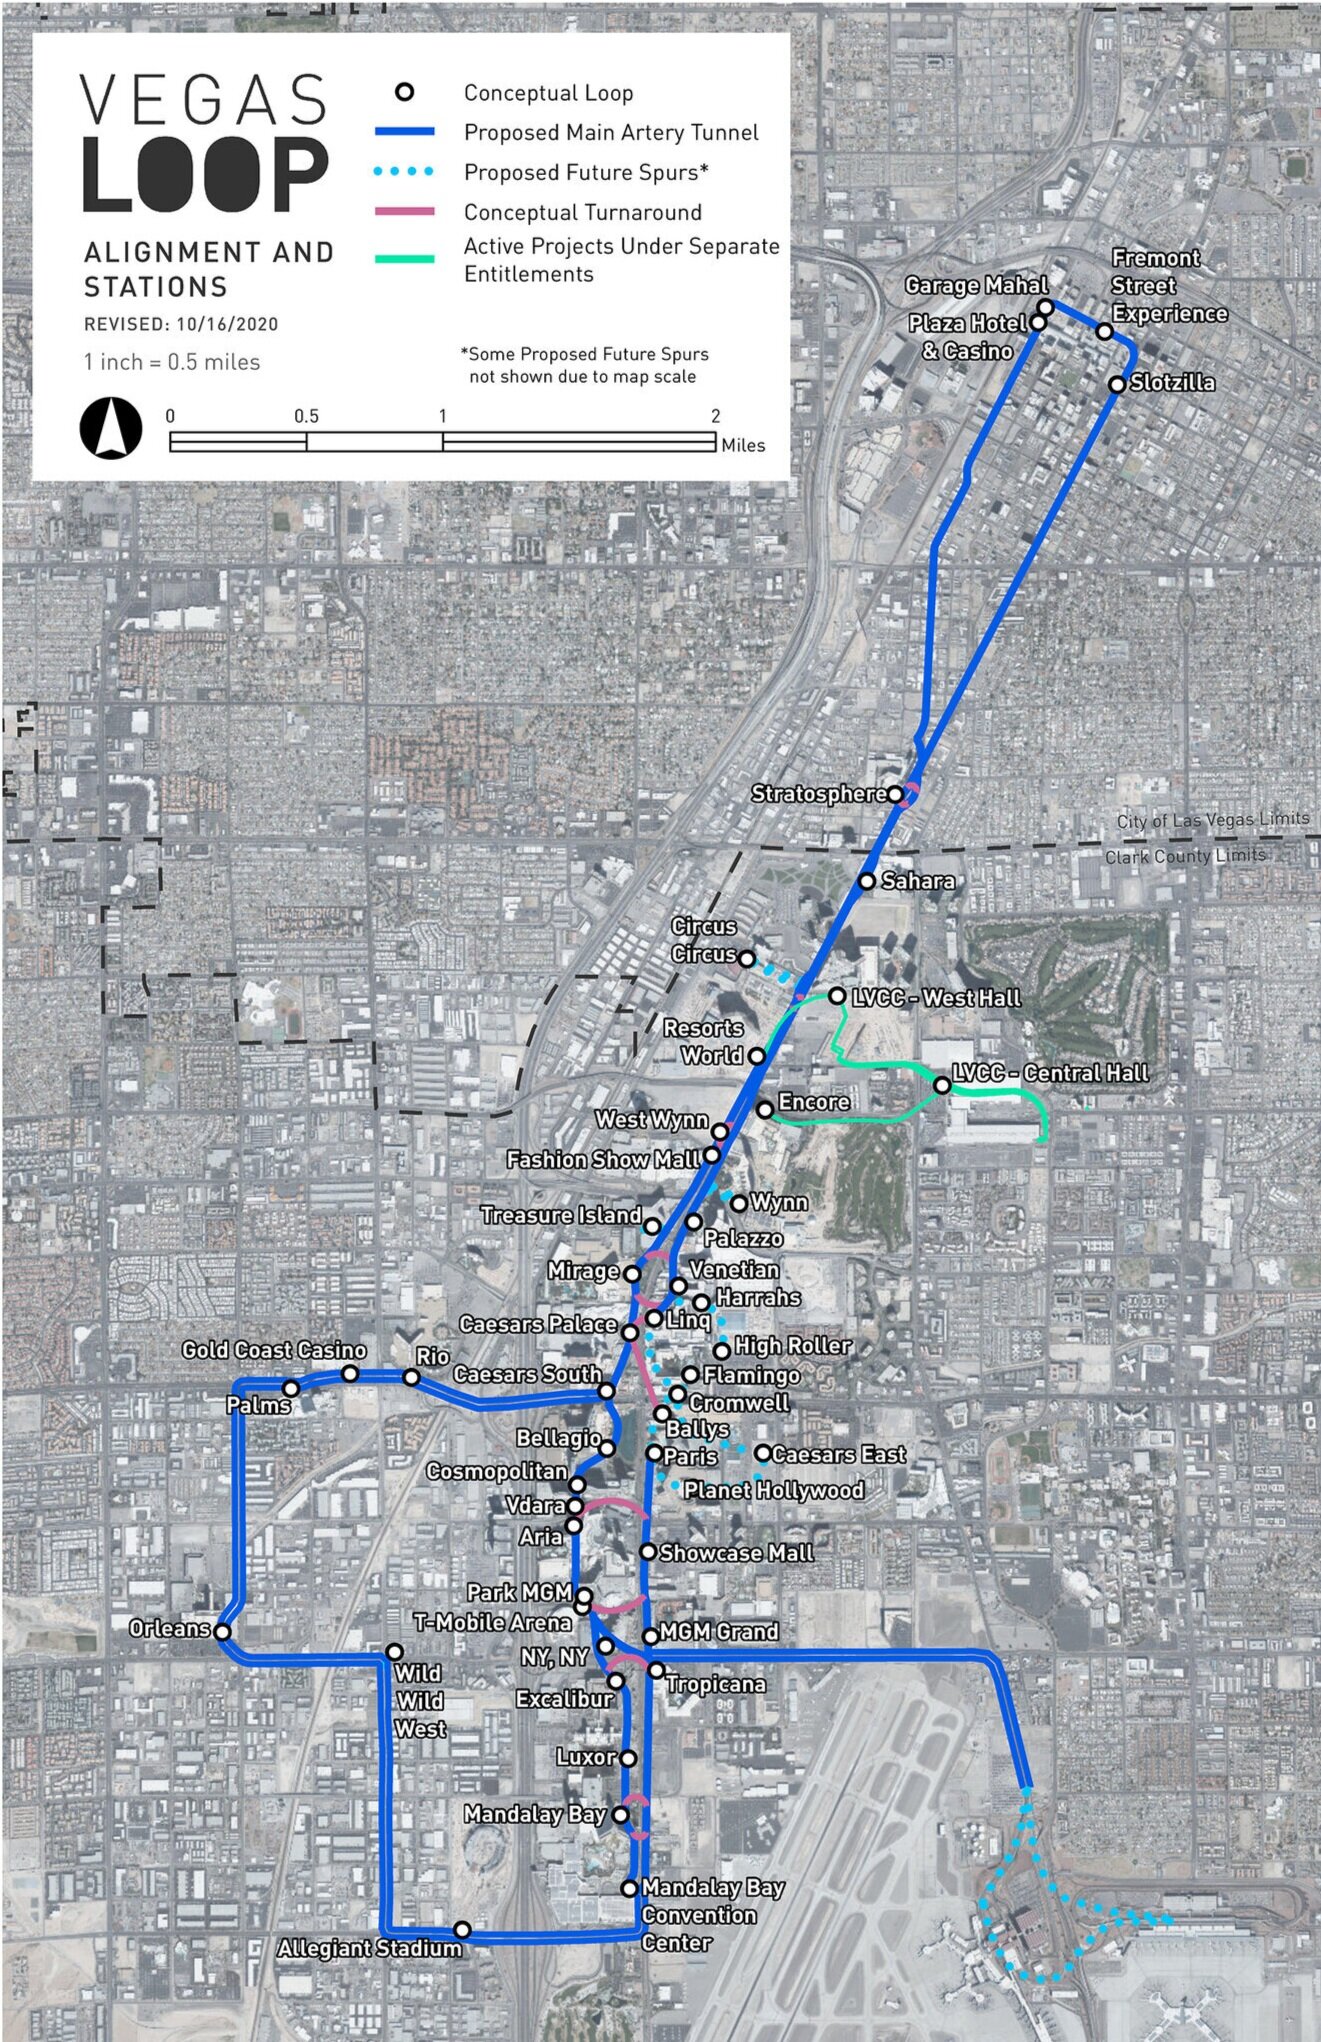 VEGAS
LOOP
ALIGNMENT AND
STATIONS
REVISED: 10/16/2020
1 inch = 0.5 miles
Conceptual Loop
Proposed Main Artery Tunnel
Proposed Future Spurs*
Conceptual Turnaround
Active Projects Under Separate
Entitlements
*Some Proposed Future Spurs
not shown due to map scale
0 0.5 1 2
Miles
Garage Mahal
Fremont
Street
Experience
Plaza Hotel
& Casino
Slotzilla
Stratosphere
City of Las Vegas Limits
Clark County Limits
Sahara
Circus
Circus
LVCC - West Hall
Resorts
World
LVCC - Central Hall
Encore
West Wynn
Fashion Show Mall
Wynn
Treasure Island
Palazzo
Mirage
Venetian
Harrahs
Linq
Caesars Palace
High Roller
Gold Coast Casino
Rio
Caesars South
Flamingo
Palms
Cromwell
Ballys
Bellagio
Paris
Caesars East
Cosmopolitan
Planet Hollywood
Vdara
Aria
Showcase Mall
Park MGM
T-Mobile Arena
Orleans
MGM Grand
NY, NY
Wild
Wild
West
Tropicana
Excalibur
Luxor
Mandalay Bay
Mandalay Bay
Convention
Center
Allegiant Stadium